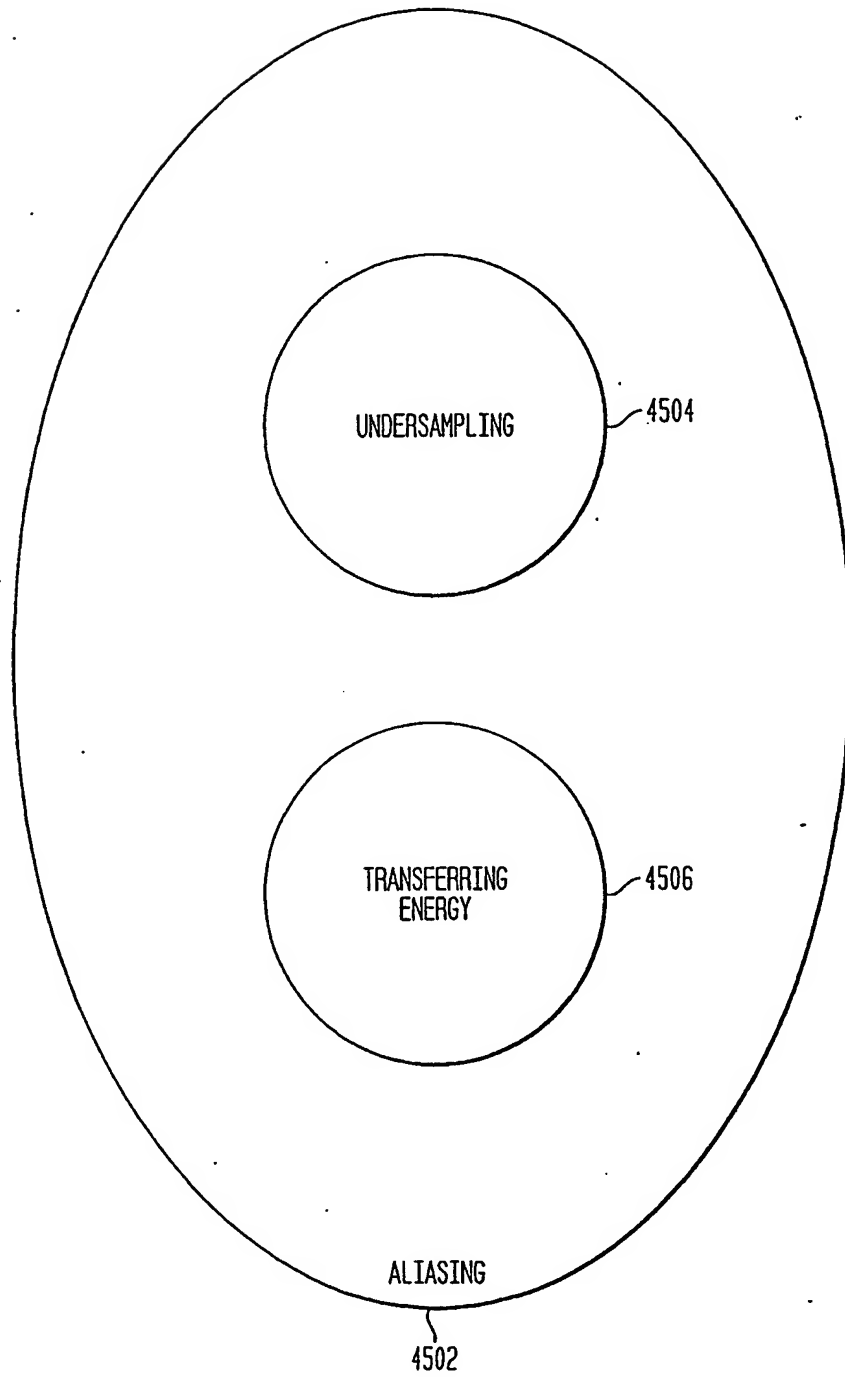 UNDERSAMPLING
4504
TRANSFERRING
ENERGY
4506
ALIASING
4502